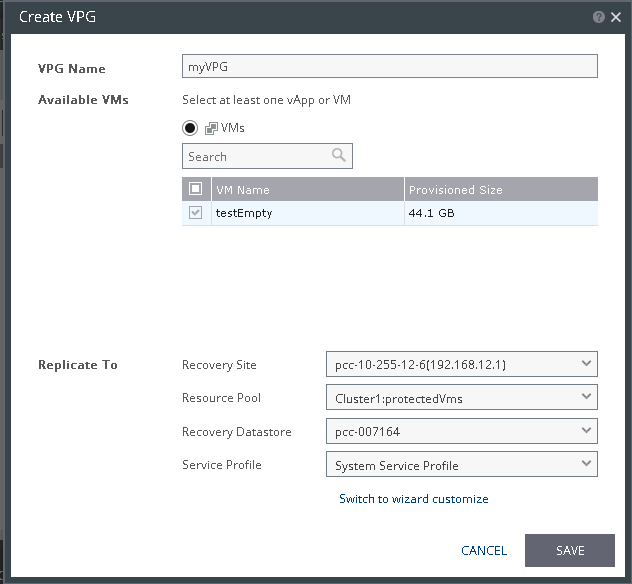 Create VPG
VPG Name
myVPG
Available VMs
Select at least one vApp or VM
VMs
Search
VM Name Provisioned Size
testEmpty 44.1 GB
Replicate To
Recovery Site pcc-10-255-12-6(192.168.12.1)
Resource Pool Cluster1:protectedVms
Recovery Datastore pcc-007164
Service Profile System Service Profile
Switch to wizard customize
CANCEL SAVE